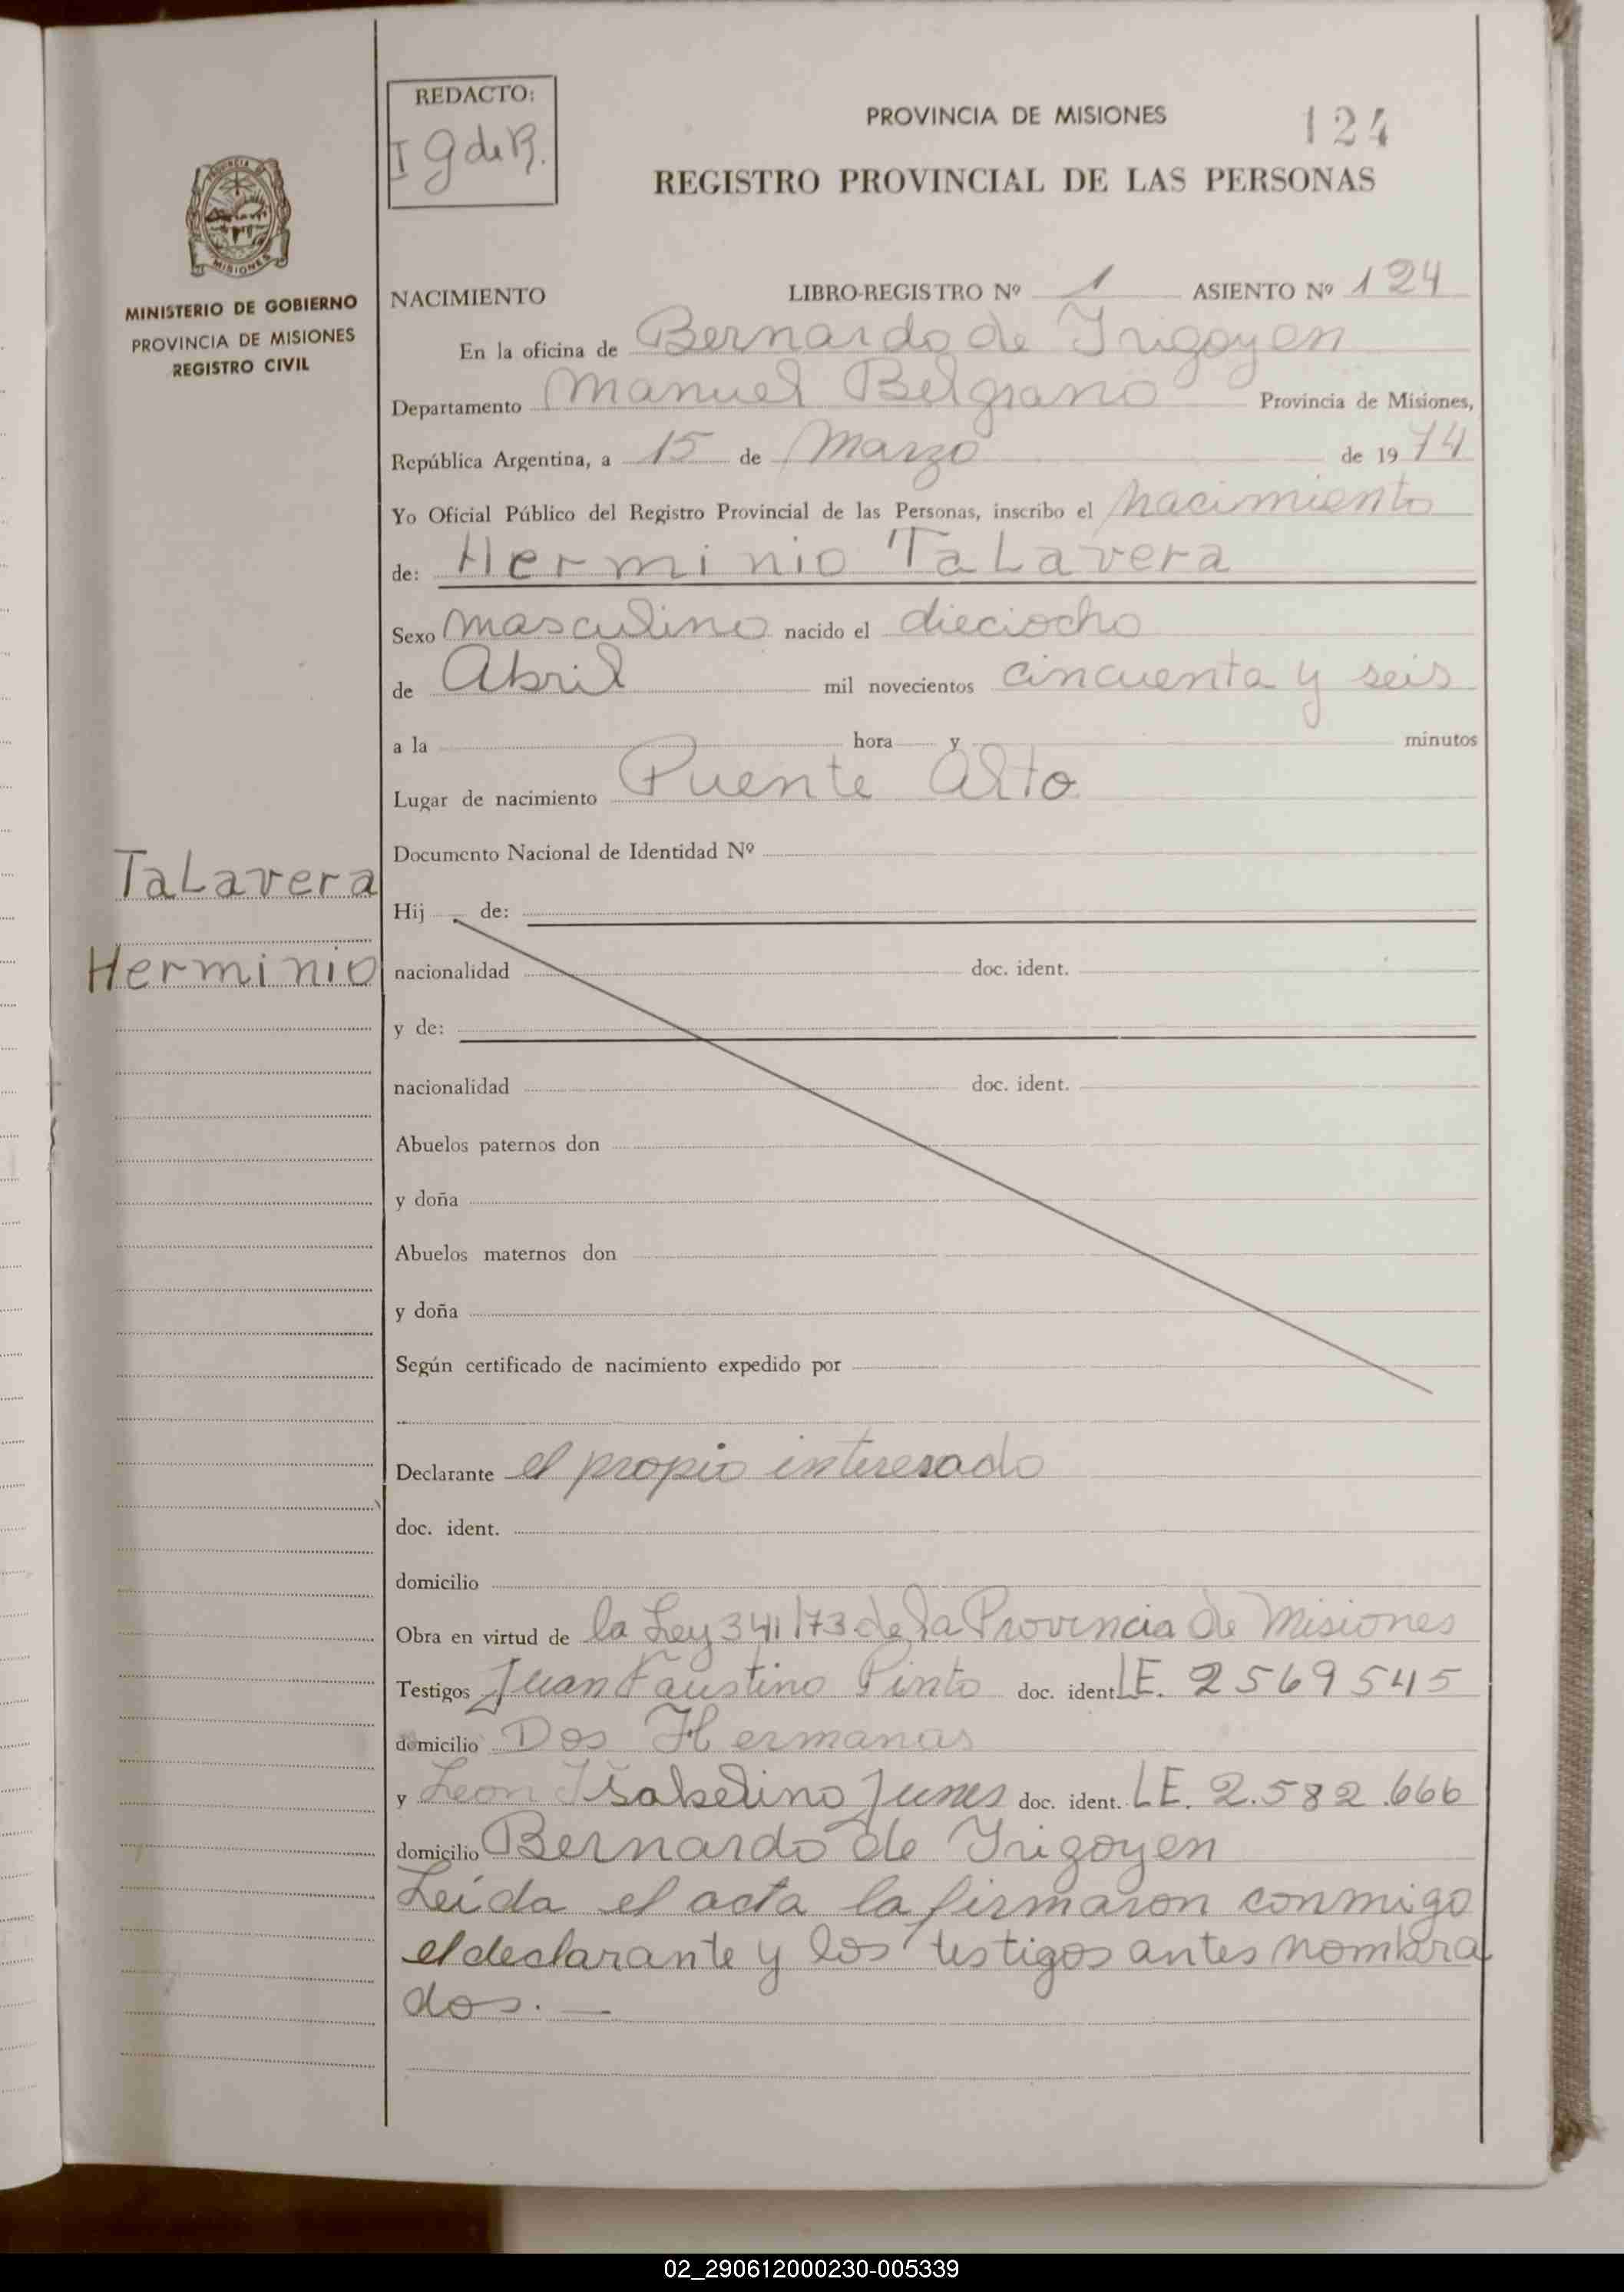 REDACTO:
I G de R.
PROVINCIA DE MISIONES
124
REGISTRO PROVINCIAL DE LAS PERSONAS
MISIONES
MINISTERIO DE GOBIERNO
PROVINCIA DE MISIONES
REGISTRO CIVIL
NACIMIENTO LIBRO-REGISTRO Nº 1 ASIENTO Nº 124
En la oficina de Bernardo de Irigoyen
Departamento Manuel Belgrano Provincia de Misiones,
República Argentina, a 15 de Marzo de 1974
Yo Oficial Público del Registro Provincial de las Personas, inscribo el nacimiento
de: Herminio TaLavera
Sexo masculino nacido el dieciocho
de Abril mil novecientos cincuenta y seis
a la hora y minutos
Lugar de nacimiento Puente Alto
Documento Nacional de Identidad Nº
TaLavera
Herminio
Hij de:
nacionalidad doc. ident.
y de:
nacionalidad doc. ident.
Abuelos paternos don
y doña
Abuelos maternos don
y doña
Según certificado de nacimiento expedido por
Declarante el propio interesado
doc. ident.
domicilio
Obra en virtud de la Ley 341/73 de la Provincia de Misiones
Testigos Juan Faustino Pinto doc. ident LE. 2569545
domicilio Dos Hermanas
y Leon Isabelino Junes doc. ident. LE. 2.582.666
domicilio Bernardo de Irigoyen
Leída el acta la firmaron conmigo
el declarante y los testigos antes nombra
dos. —
02_290612000230-005339